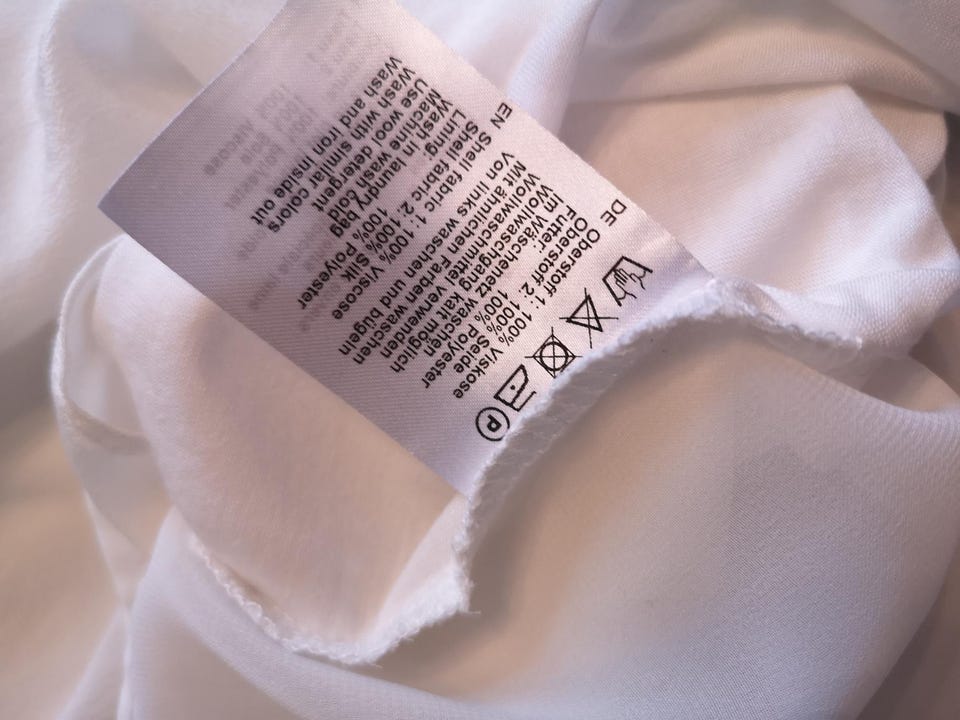 P
DE Oberstoff 1: 100% Viskose
Oberstoff 2: 100% Seide
Futter: 100% Polyester
Im Wäschenetz waschen
Wollwaschgang kalt möglich
Wollwaschmittel verwenden
Mit ähnlichen Farben waschen
Von links waschen und bügeln
EN Shell fabric 1: 100% Viscose
Shell fabric 2: 100% Silk
Lining: 100% Polyester
in laundry bag
Machine wash cold
Use wool detergent
Wash with similar colors
Wash and iron inside out